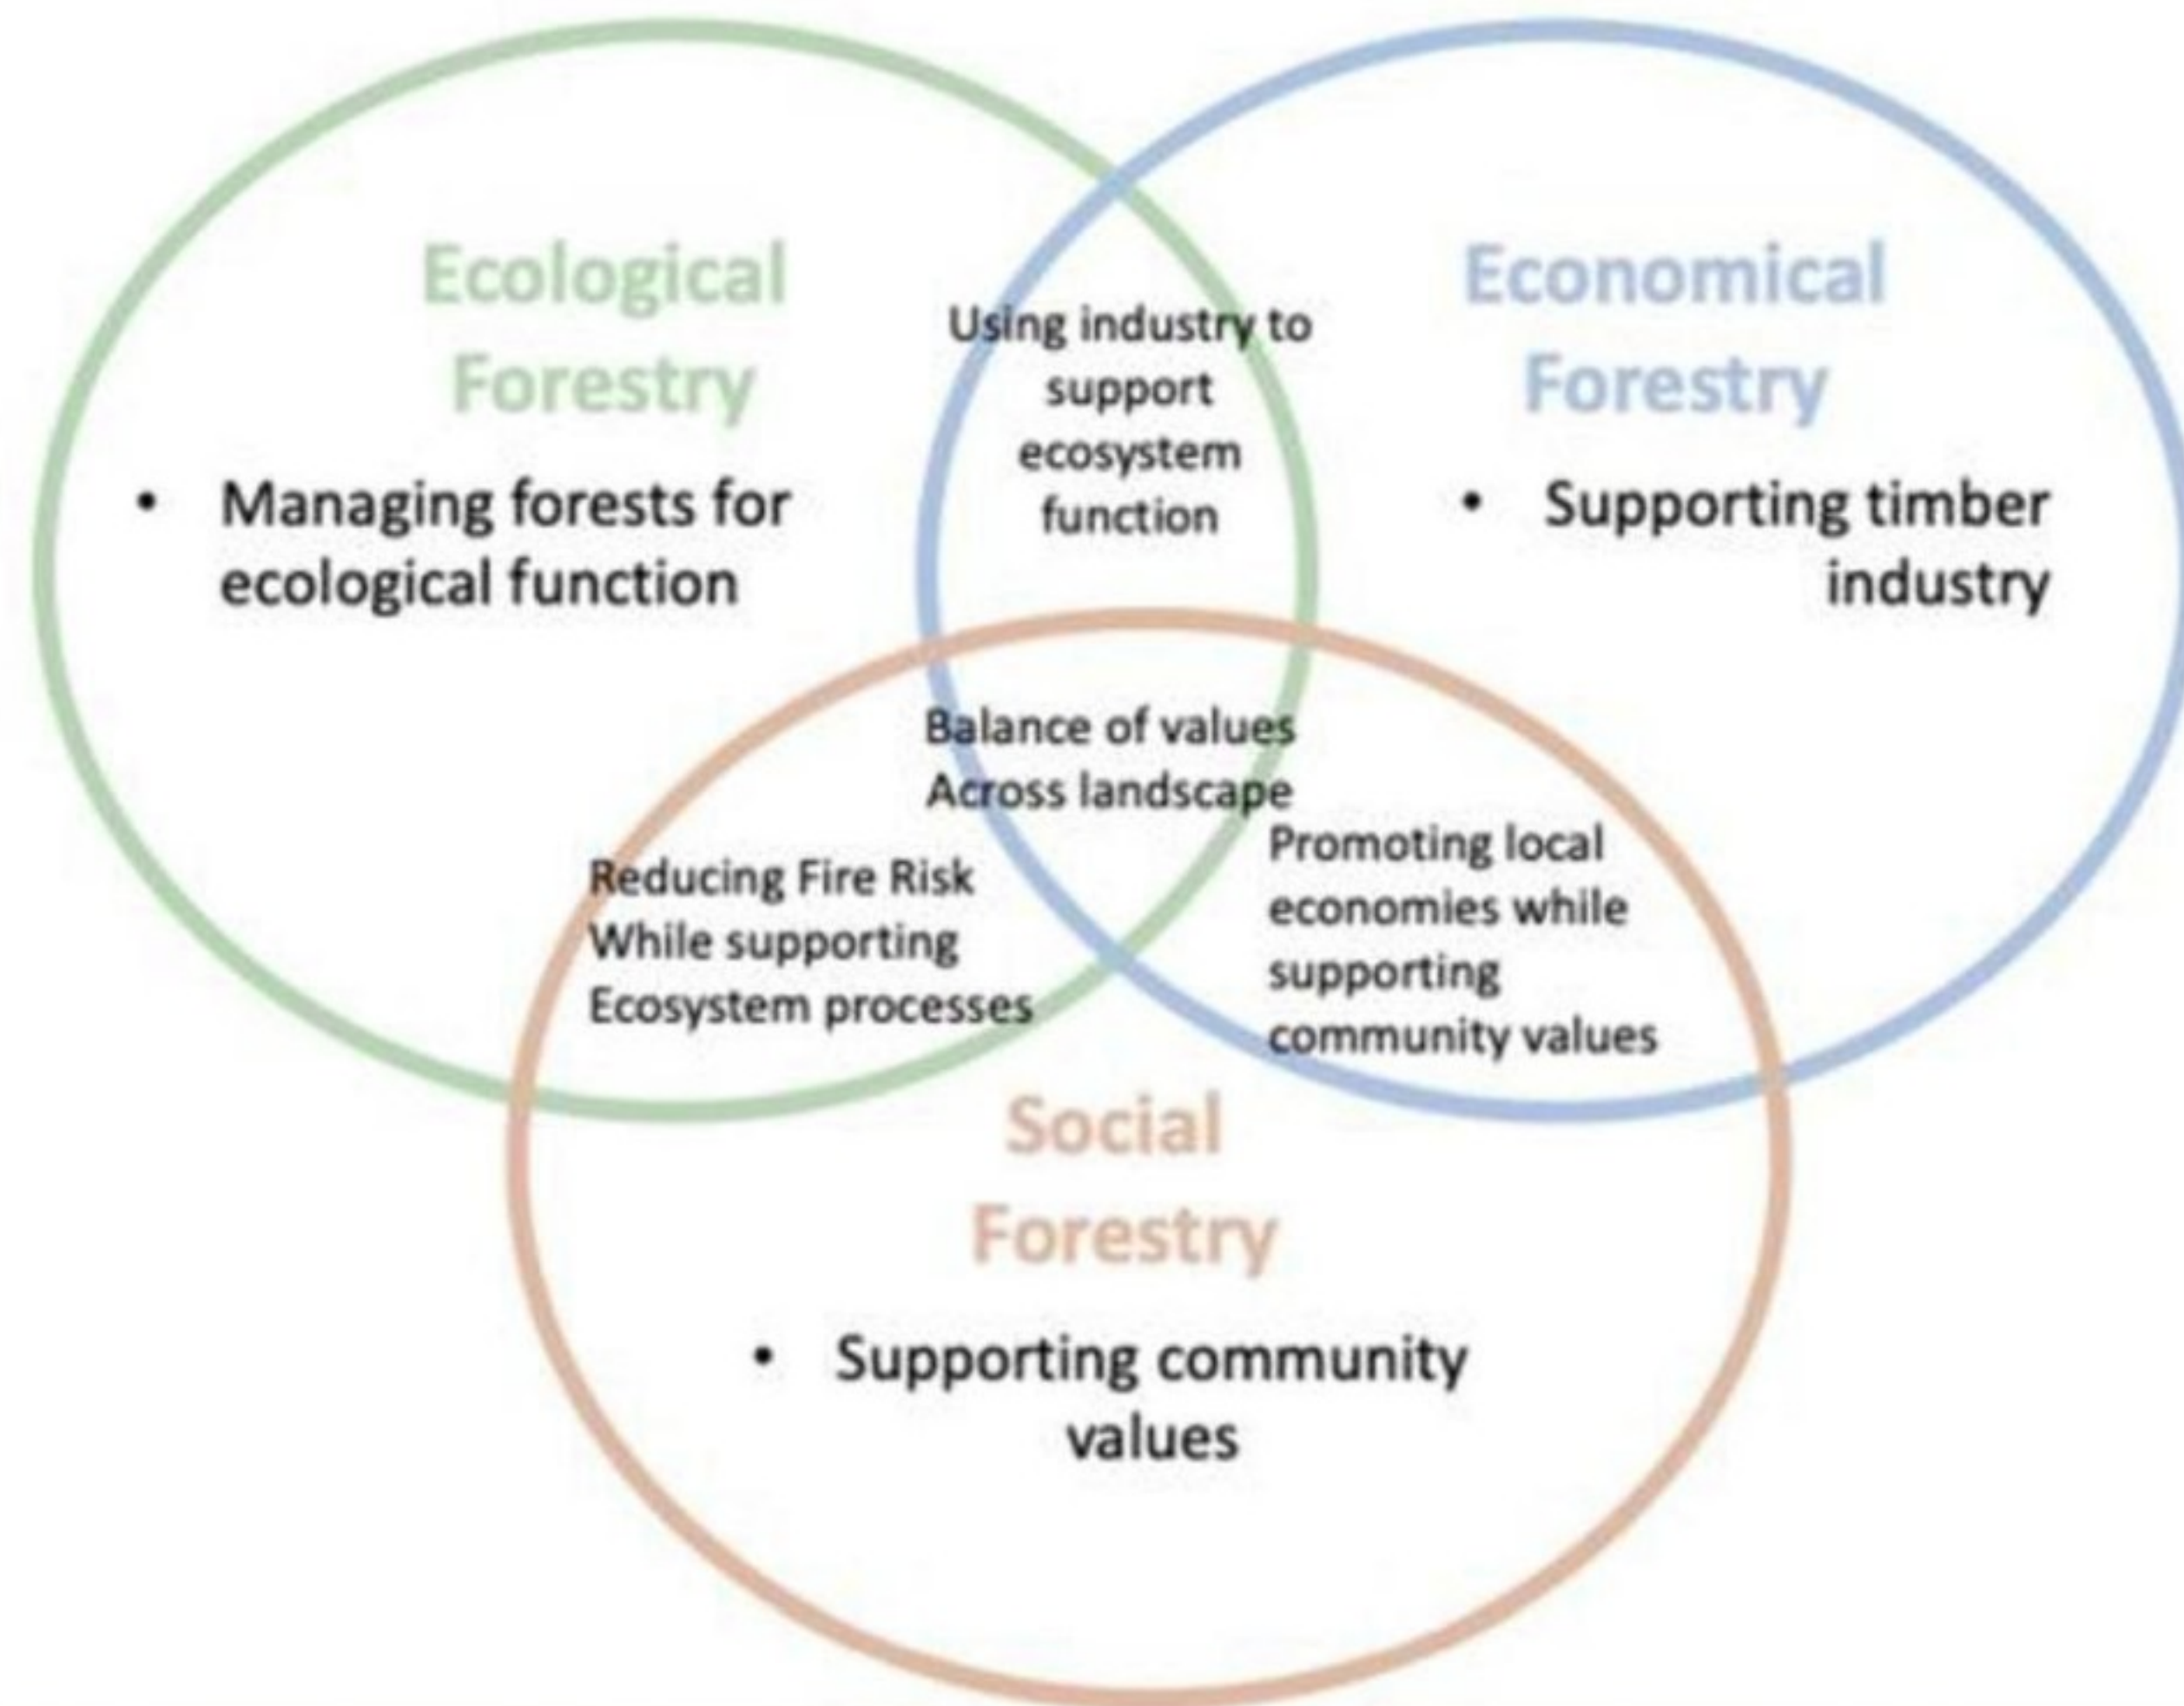 Ecological
Forestry
• Managing forests for
ecological function
Using industry to
support
ecosystem
function
Economical
Forestry
• Supporting timber
industry
Balance of values
Across landscape
Reducing Fire Risk
While supporting
Ecosystem processes
Promoting local
economies while
supporting
community values
Social
Forestry
• Supporting community
values